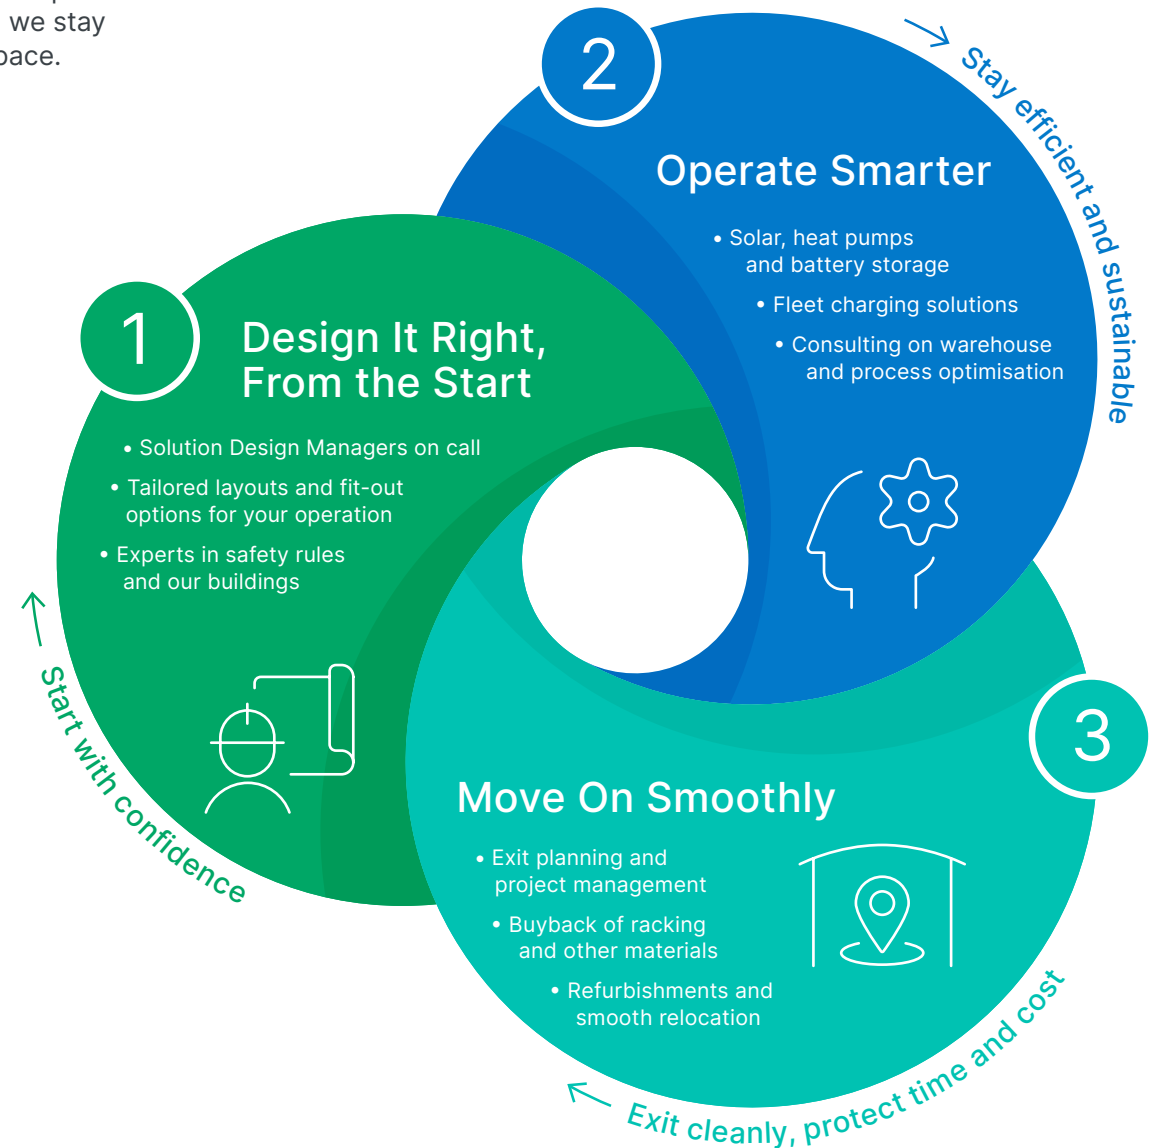 we stay
pace.
1
Design It Right,
From the Start
• Solution Design Managers on call
• Tailored layouts and fit-out
options for your operation
• Experts in safety rules
and our buildings
Start with confidence
2
Operate Smarter
• Solar, heat pumps
and battery storage
• Fleet charging solutions
• Consulting on warehouse
and process optimisation
Stay efficient and sustainable
3
Move On Smoothly
• Exit planning and
project management
• Buyback of racking
and other materials
• Refurbishments and
smooth relocation
Exit cleanly, protect time and cost